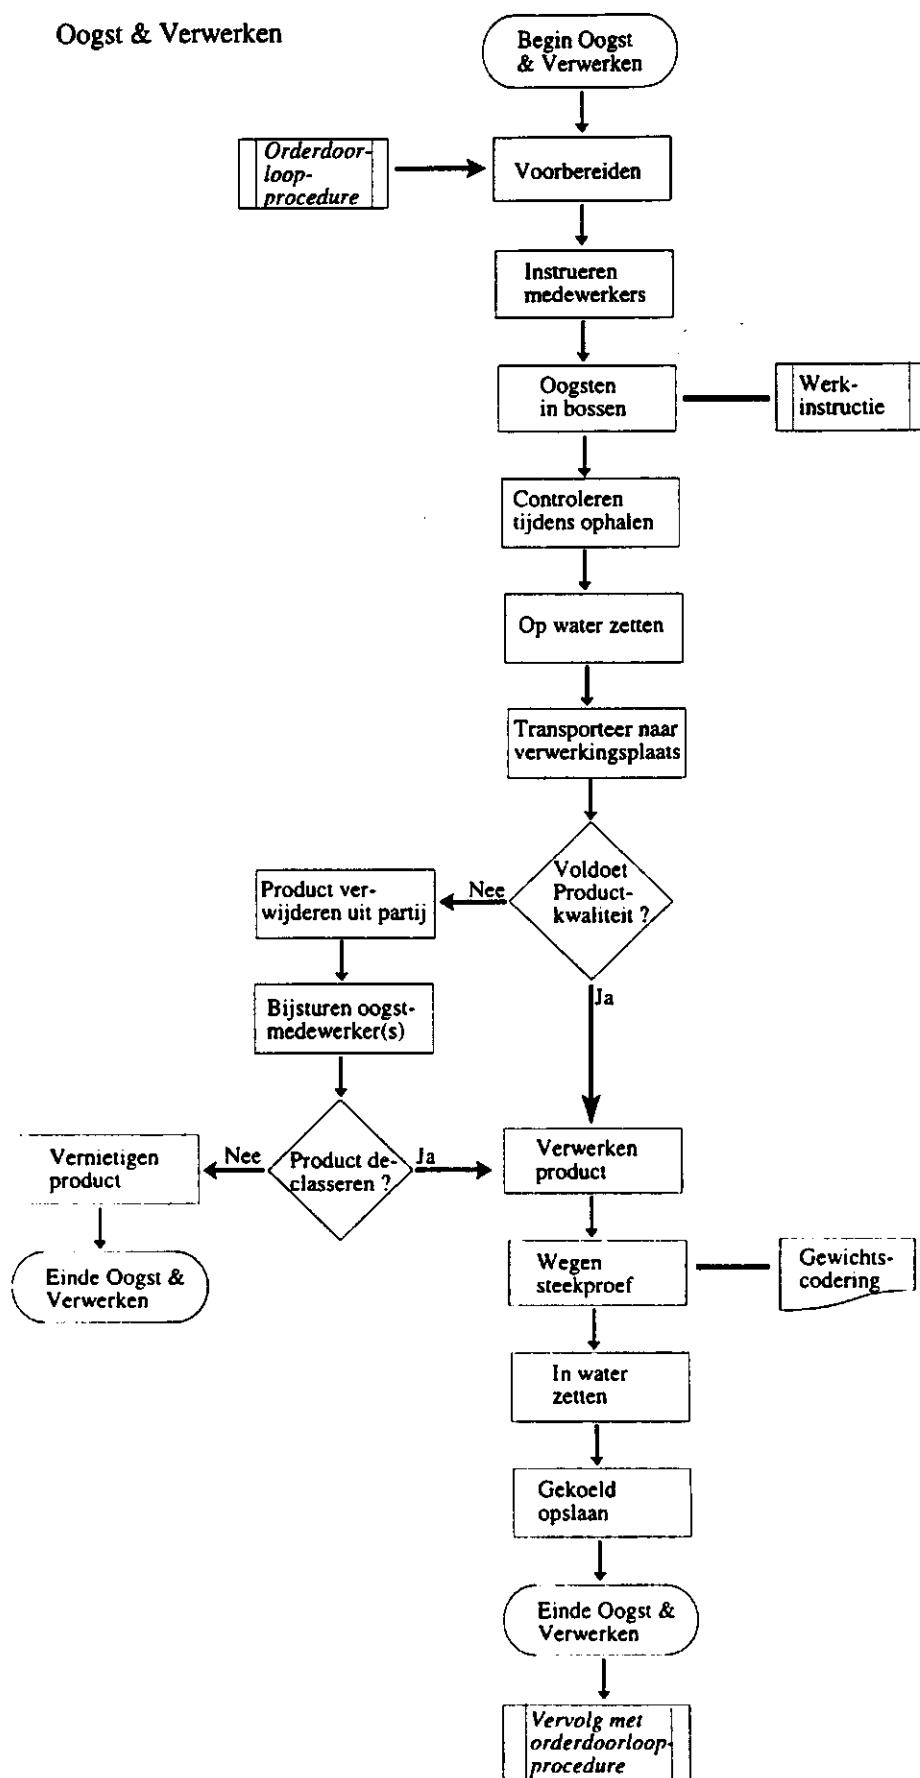 Oogst & Verwerken
Begin Oogst
& Verwerken
Orderdoor-
loop-
procedure
Voorbereiden
Instrueren
medewerkers
Oogsten
in bossen
Werk-
instructie
Controleren
tijdens ophalen
Op water zetten
Transporteer naar
verwerkingsplaats
Voldoet
Product-
kwaliteit ?
Nee
Product ver-
wijderen uit partij
Ja
Bijsturen oogst-
medewerker(s)
Product de-
classeren ?
Nee
Ja
Vernietigen
product
Verwerken
product
Einde Oogst &
Verwerken
Wegen
steekproef
Gewichts-
codering
In water
zetten
Gekoeld
opslaan
Einde Oogst &
Verwerken
Vervolg met
orderdoorloop-
procedure